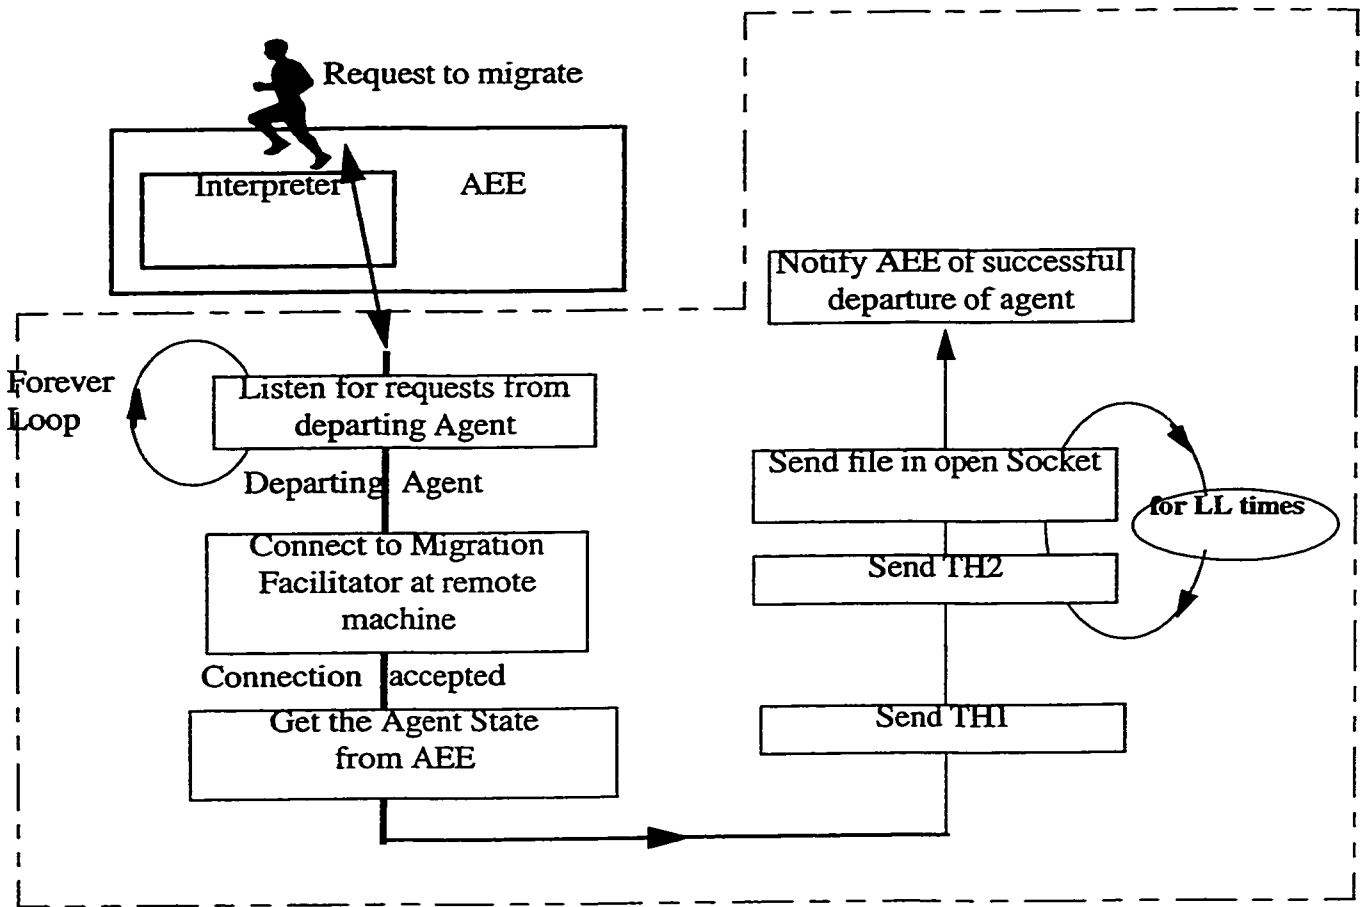 Request to migrate
Interpreter
AEE
Forever
Loop
Listen for requests from
departing Agent
Departing Agent
Connect to Migration
Facilitator at remote
machine
Connection accepted
Get the Agent State
from AEE
Notify AEE of successful
departure of agent
Send file in open Socket
for LL times
Send TH2
Send TH1